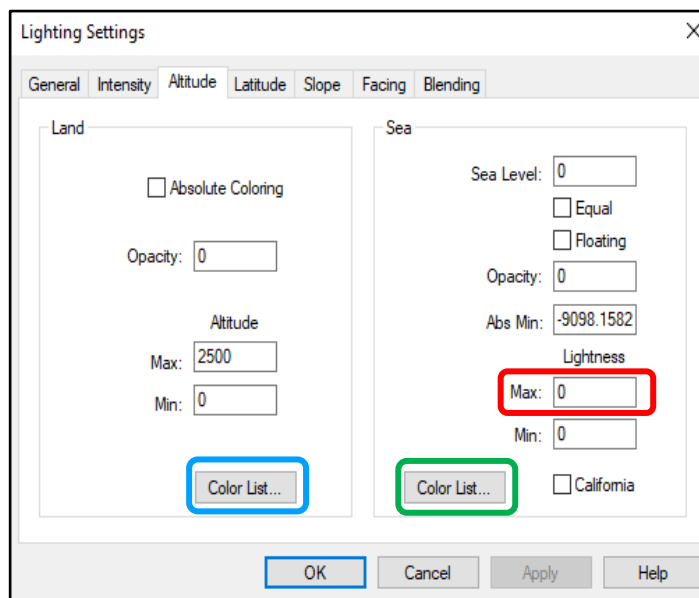 Lighting Settings
General Intensity Altitude Latitude Slope Facing Blending
Land
Absolute Coloring
Opacity: 0
Altitude
Max: 2500
Min: 0
Color List...
Sea
Sea Level: 0
Equal
Floating
Opacity: 0
Abs Min: -9098.1582
Lightness
Max: 0
Min: 0
Color List...
California
OK Cancel Apply Help